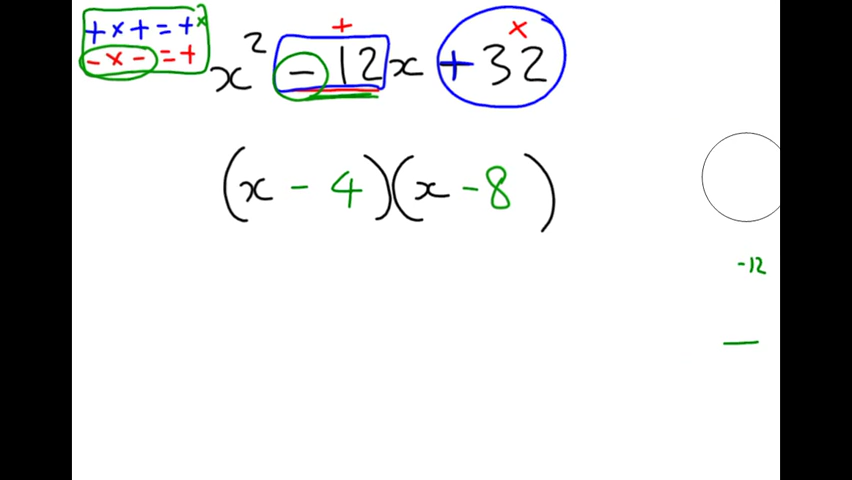 + x + = + x
- x - = +
+ x
x² -12x +32
(x - 4)(x - 8)
-12